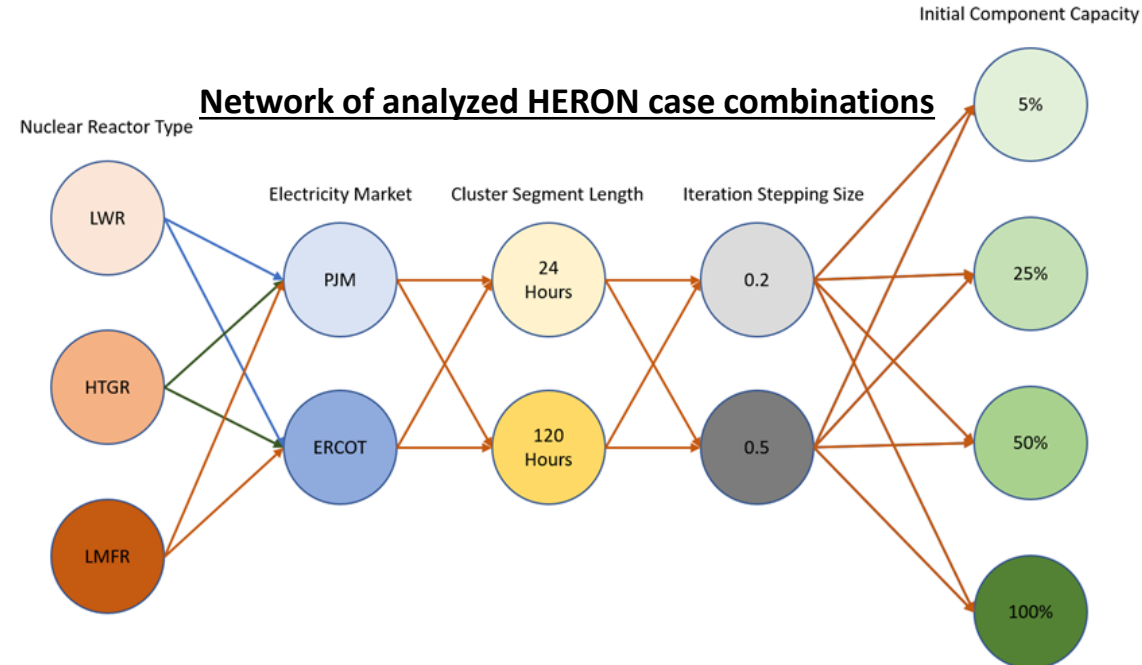 Initial Component Capacity
Network of analyzed HERON case combinations
Nuclear Reactor Type
Electricity Market
Cluster Segment Length
Iteration Stepping Size
LWR
HTGR
LMFR
PJM
ERCOT
24
Hours
120
Hours
0.2
0.5
5%
25%
50%
100%